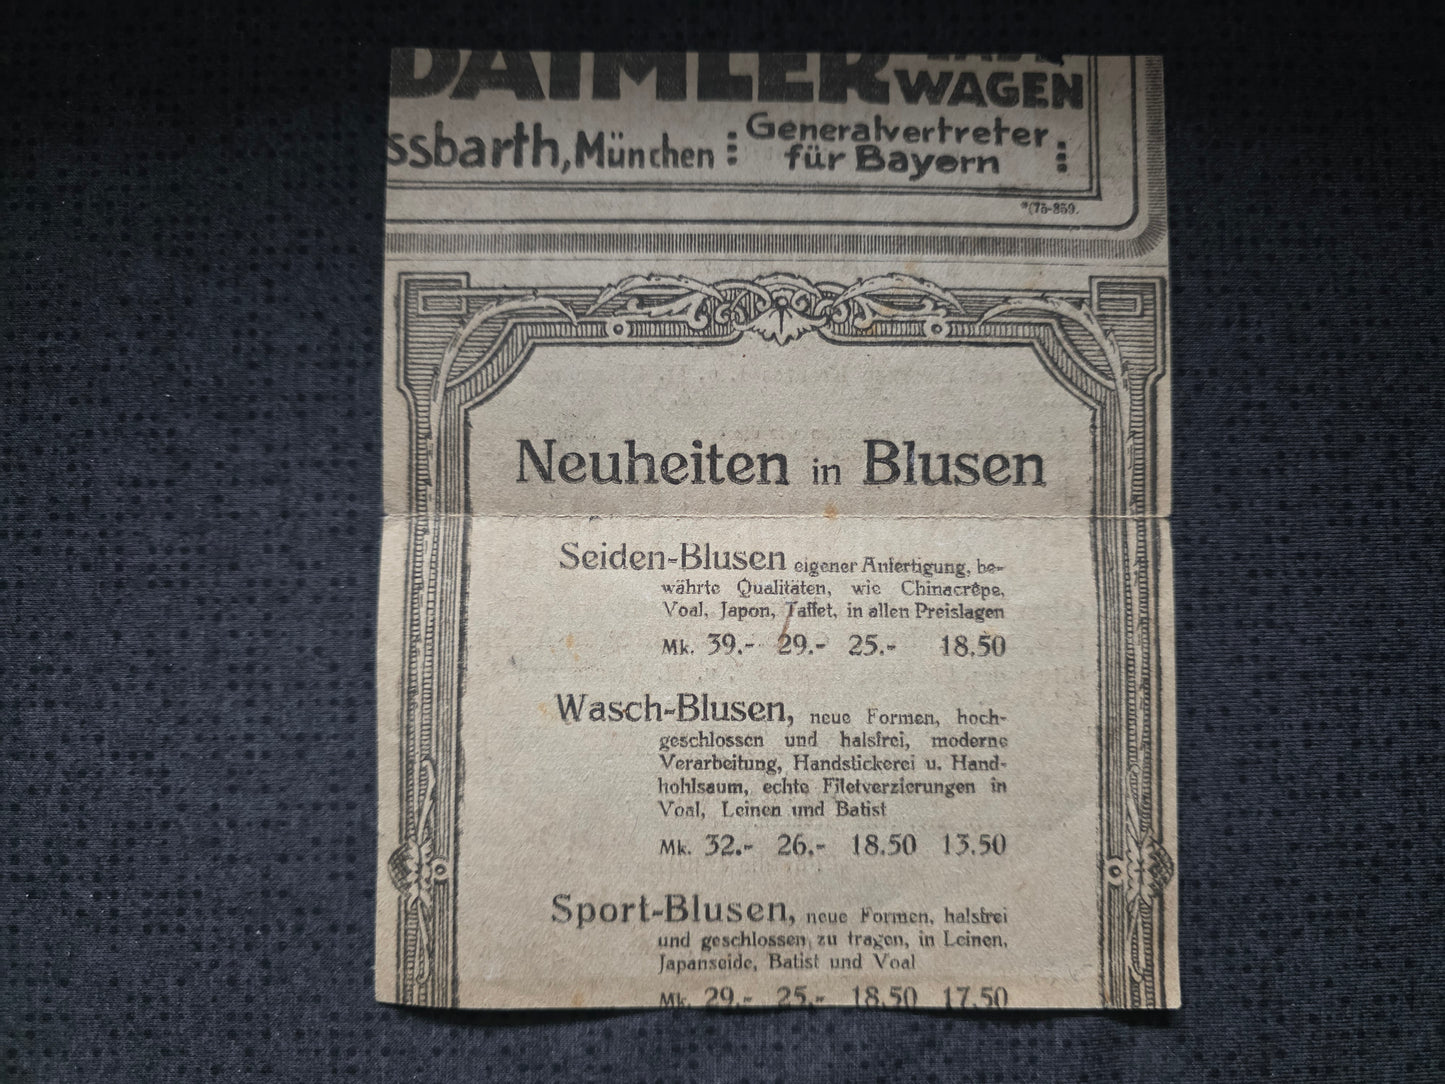 DAIMLER
WAGEN
ssbarth, München : Generalvertreter :
für Bayern
*(75-859.
Neuheiten in Blusen
Seiden-Blusen eigener Anfertigung, be-
währte Qualitäten, wie Chinacrêpe,
Voal, Japon, Taffet, in allen Preislagen
Mk. 39.- 29.- 25.- 18.50
Wasch-Blusen, neue Formen, hoch-
geschlossen und halsfrei, moderne
Verarbeitung, Handstickerei u. Hand-
hohlsaum, echte Filetverzierungen in
Voal, Leinen und Batist
Mk. 32.- 26.- 18.50 13.50
Sport-Blusen, neue Formen, halsfrei
und geschlossen zu tragen, in Leinen,
Japanseide, Batist und Voal
Mk. 29.- 25.- 18.50 17.50